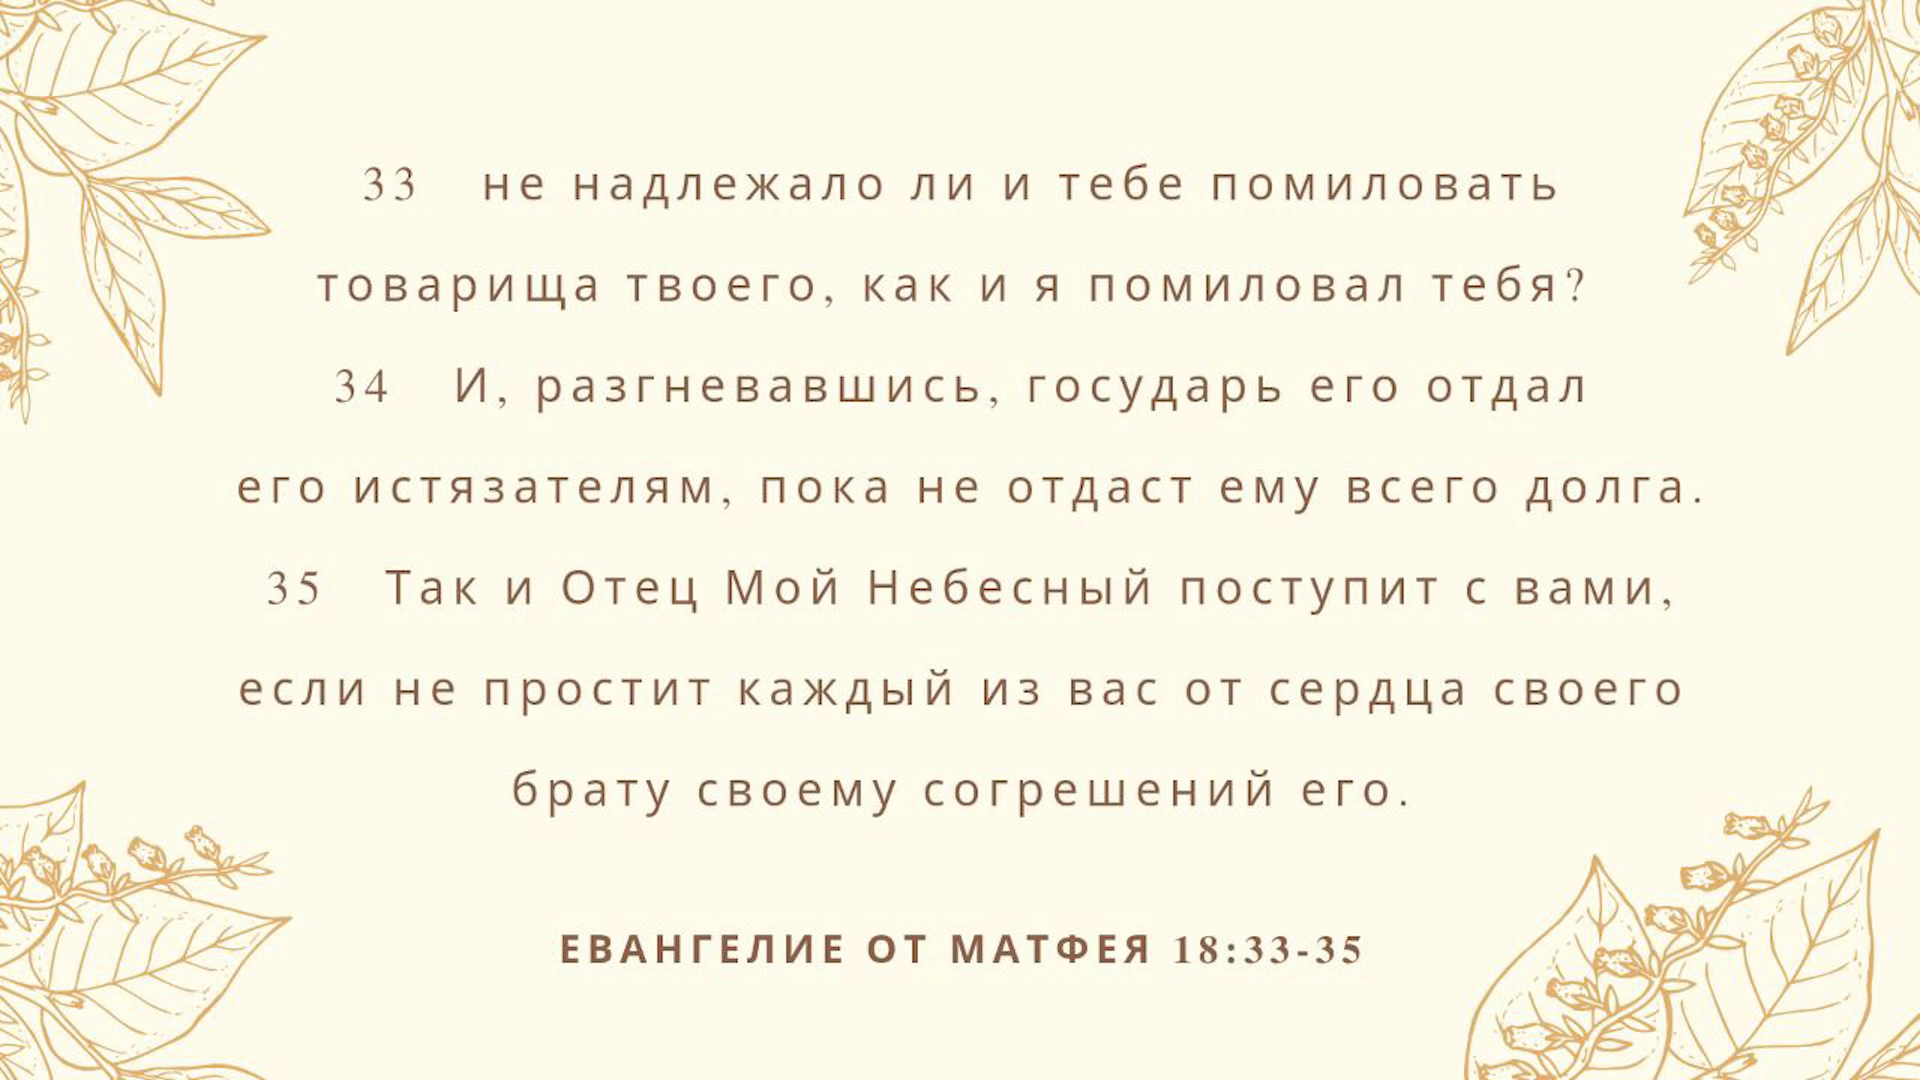 33 не надлежало ли и тебе помиловать
товарища твоего, как и я помиловал тебя?
34 И, разгневавшись, государь его отдал
его истязателям, пока не отдаст ему всего долга.
35 Так и Отец Мой Небесный поступит с вами,
если не простит каждый из вас от сердца своего
брату своему согрешений его.
ЕВАНГЕЛИЕ ОТ МАТФЕЯ 18:33-35